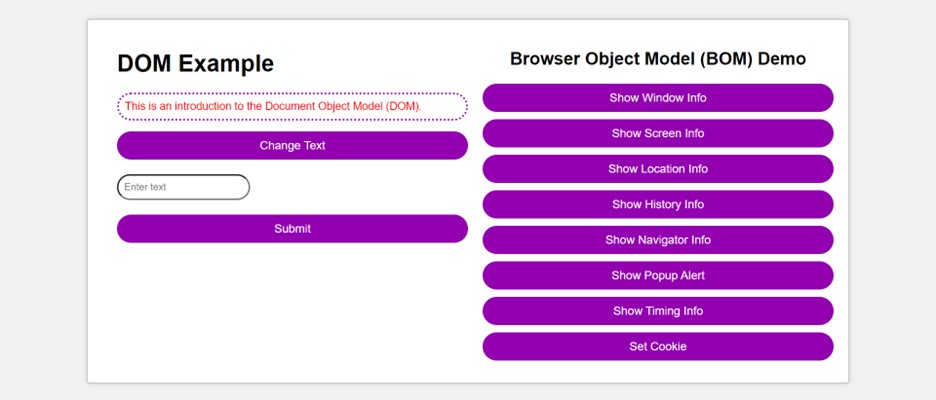 DOM Example
This is an introduction to the Document Object Model (DOM).
Change Text
Enter text
Submit
Browser Object Model (BOM) Demo
Show Window Info
Show Screen Info
Show Location Info
Show History Info
Show Navigator Info
Show Popup Alert
Show Timing Info
Set Cookie